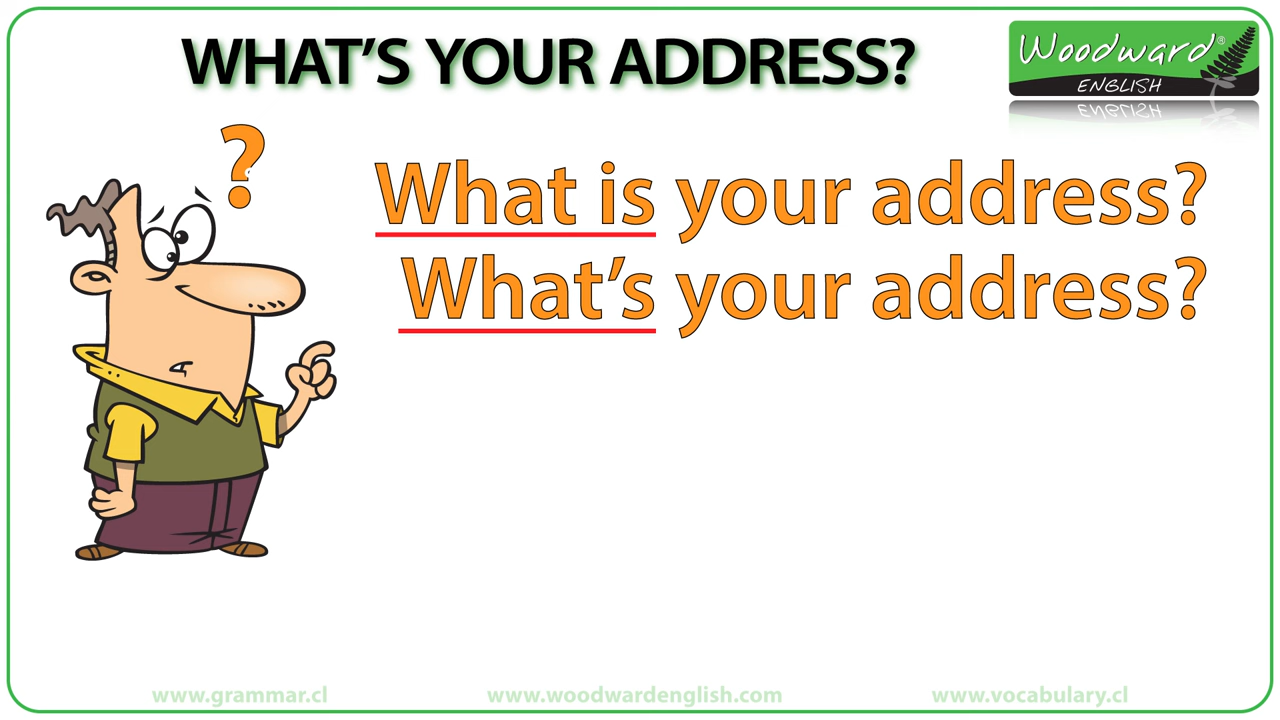 WHAT'S YOUR ADDRESS?
Woodward®
ENGLISH
?
What is your address?
What's your address?
www.grammar.cl
www.woodwardenglish.com
www.vocabulary.cl